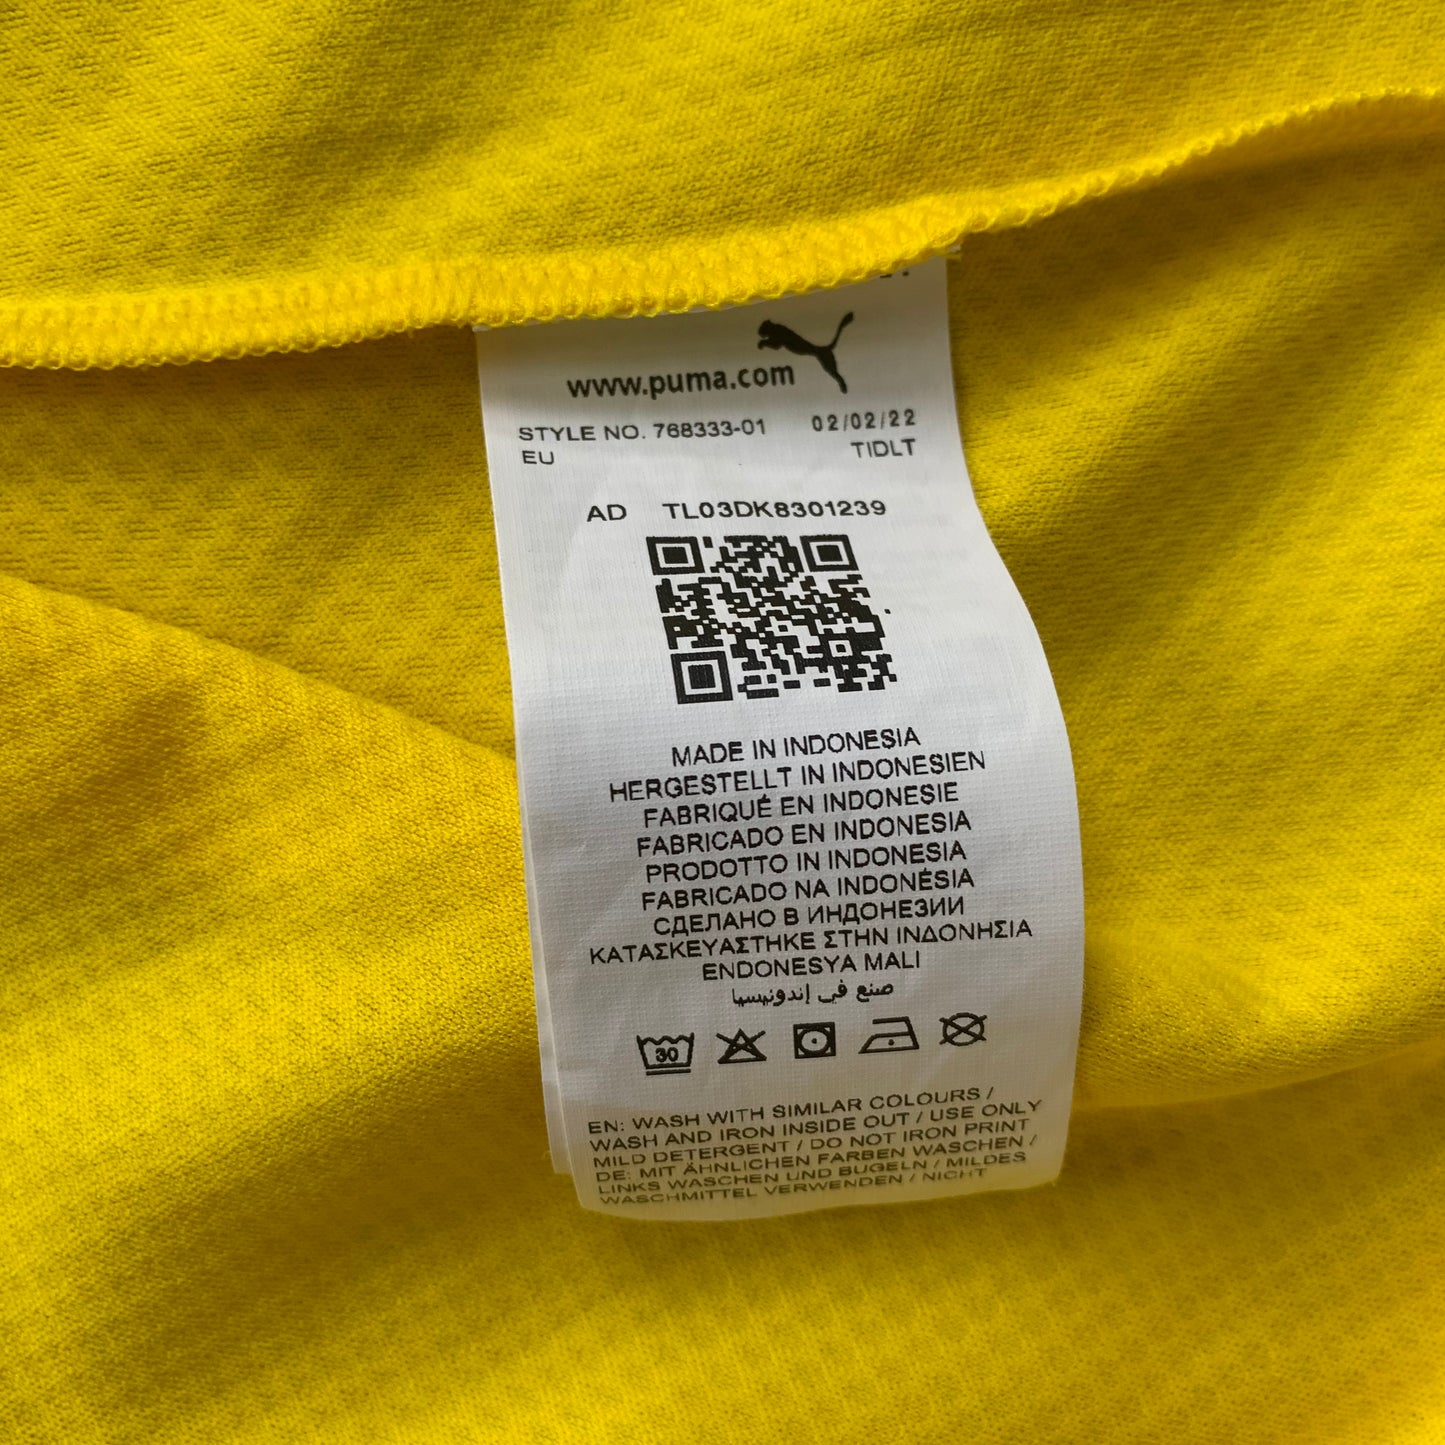 www.puma.com
STYLE NO. 768333-01 02/02/22
EU TIDLT
AD TL03DK8301239
MADE IN INDONESIA
HERGESTELLT IN INDONESIEN
FABRIQUÉ EN INDONESIE
FABRICADO EN INDONESIA
PRODOTTO IN INDONESIA
FABRICADO NA INDONÉSIA
СДЕЛАНО В ИНДОНЕЗИИ
ΚΑΤΑΣΚΕΥΑΣΤΗΚΕ ΣΤΗΝ ΙΝΔΟΝΗΣΙΑ
ENDONESYA MALI
صنع في إندونيسيا
30
EN: WASH WITH SIMILAR COLOURS /
WASH AND IRON INSIDE OUT / USE ONLY
MILD DETERGENT / DO NOT IRON PRINT
DE: MIT ÄHNLICHEN FARBEN WASCHEN /
LINKS WASCHEN UND BUGELN / MILDES
WASCHMITTEL VERWENDEN / NICHT